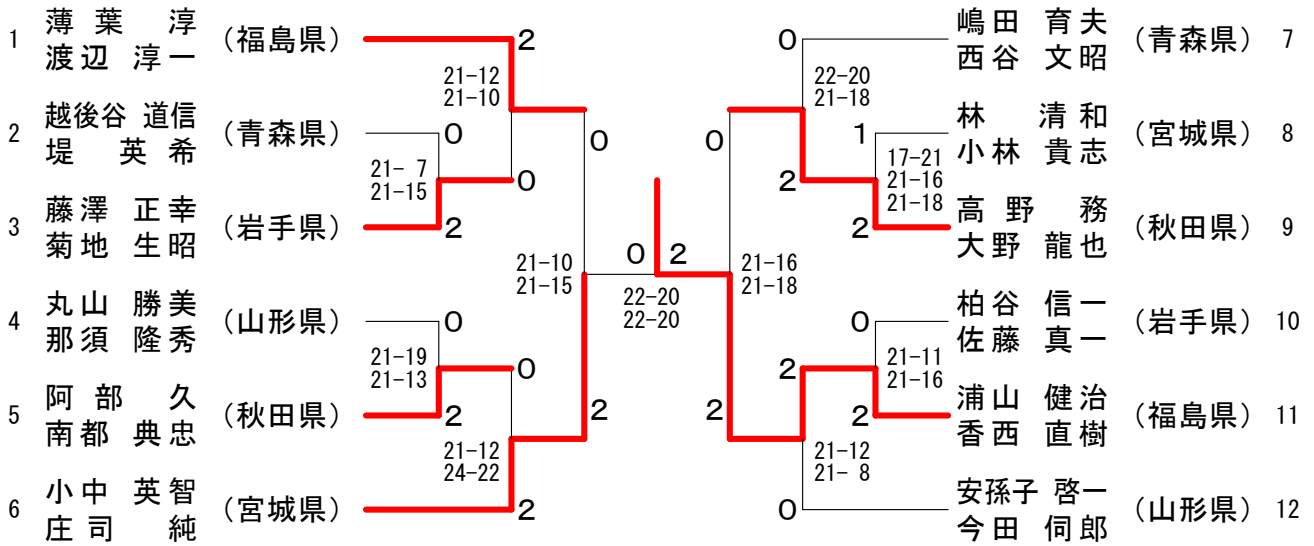 1 薄葉 淳 渡辺 淳一 (福島県) 2
21-12
21-10
2 越後谷 道信 堤 英希 (青森県) 0
21- 7
21-15
0
3 藤澤 正幸 菊地 生昭 (岩手県) 2
0
21-10
21-15
4 丸山 勝美 那須 隆秀 (山形県) 0
21-19
21-13
0
5 阿部 久 南都 典忠 (秋田県) 2
2
21-12
24-22
6 小中 英智 庄司 純 (宮城県) 2
0 2
22-20
22-20
0 嶋田 育夫 西谷 文昭 (青森県) 7
22-20
21-18
0
1 林 清和 小林 貴志 (宮城県) 8
17-21
21-16
21-18
2
2 高野 務 大野 龍也 (秋田県) 9
21-16
21-18
0 柏谷 信一 佐藤 真一 (岩手県) 10
21-11
21-16
2
2 浦山 健治 香西 直樹 (福島県) 11
2
21-12
21- 8
0 安孫子 啓一 今田 伺郎 (山形県) 12